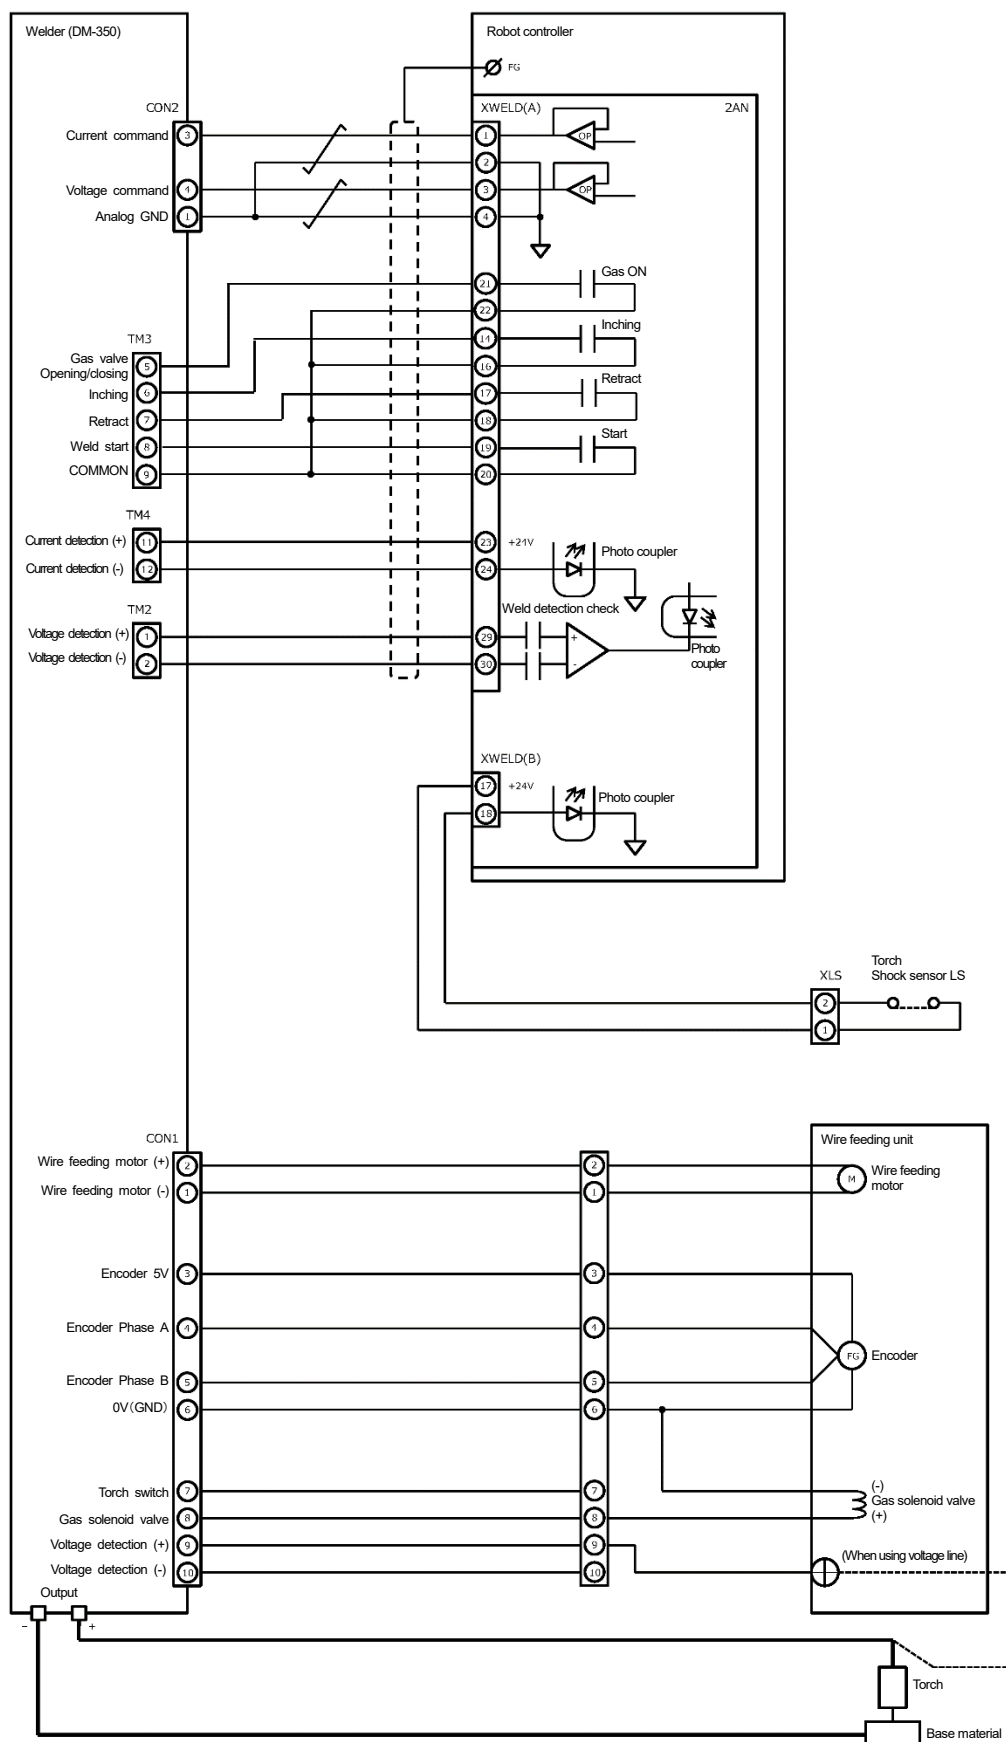 Welder (DM-350)
Robot controller
FG
CON2
XWELD(A)
2AN
Current command
3
1
OP
2
Voltage command
4
3
OP
Analog GND
1
4
21
Gas ON
22
TM3
14
Inching
Gas valve
Opening/closing
5
16
Inching
6
17
Retract
Retract
7
18
Weld start
8
19
Start
COMMON
9
20
TM4
Current detection (+)
11
23
+24V
Photo coupler
Current detection (-)
12
24
TM2
Weld detection check
Voltage detection (+)
1
29
+
Photo
coupler
Voltage detection (-)
2
30
-
XWELD(B)
17
+24V
Photo coupler
18
Torch
Shock sensor LS
XLS
2
1
CON1
Wire feeding unit
Wire feeding motor (+)
2
2
Wire feeding
motor
M
Wire feeding motor (-)
1
1
Encoder 5V
3
3
Encoder Phase A
4
4
FG
Encoder
Encoder Phase B
5
5
0V(GND)
6
6
Torch switch
7
7
(-)
Gas solenoid valve
(+)
Gas solenoid valve
8
8
Voltage detection (+)
9
9
(When using voltage line)
Voltage detection (-)
10
10
Output
–
+
Torch
Base material